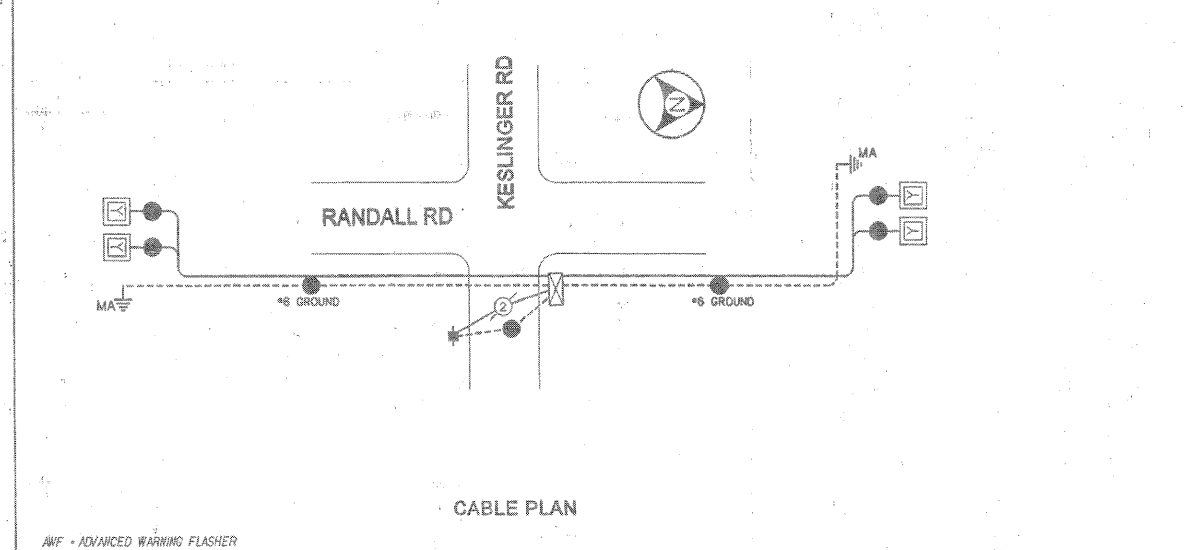 KESLINGER RD
N
MA
Y
Y
RANDALL RD
Y
Y
MA
*6 GROUND
2
*6 GROUND
CABLE PLAN
AWF - ADVANCED WARNING FLASHER